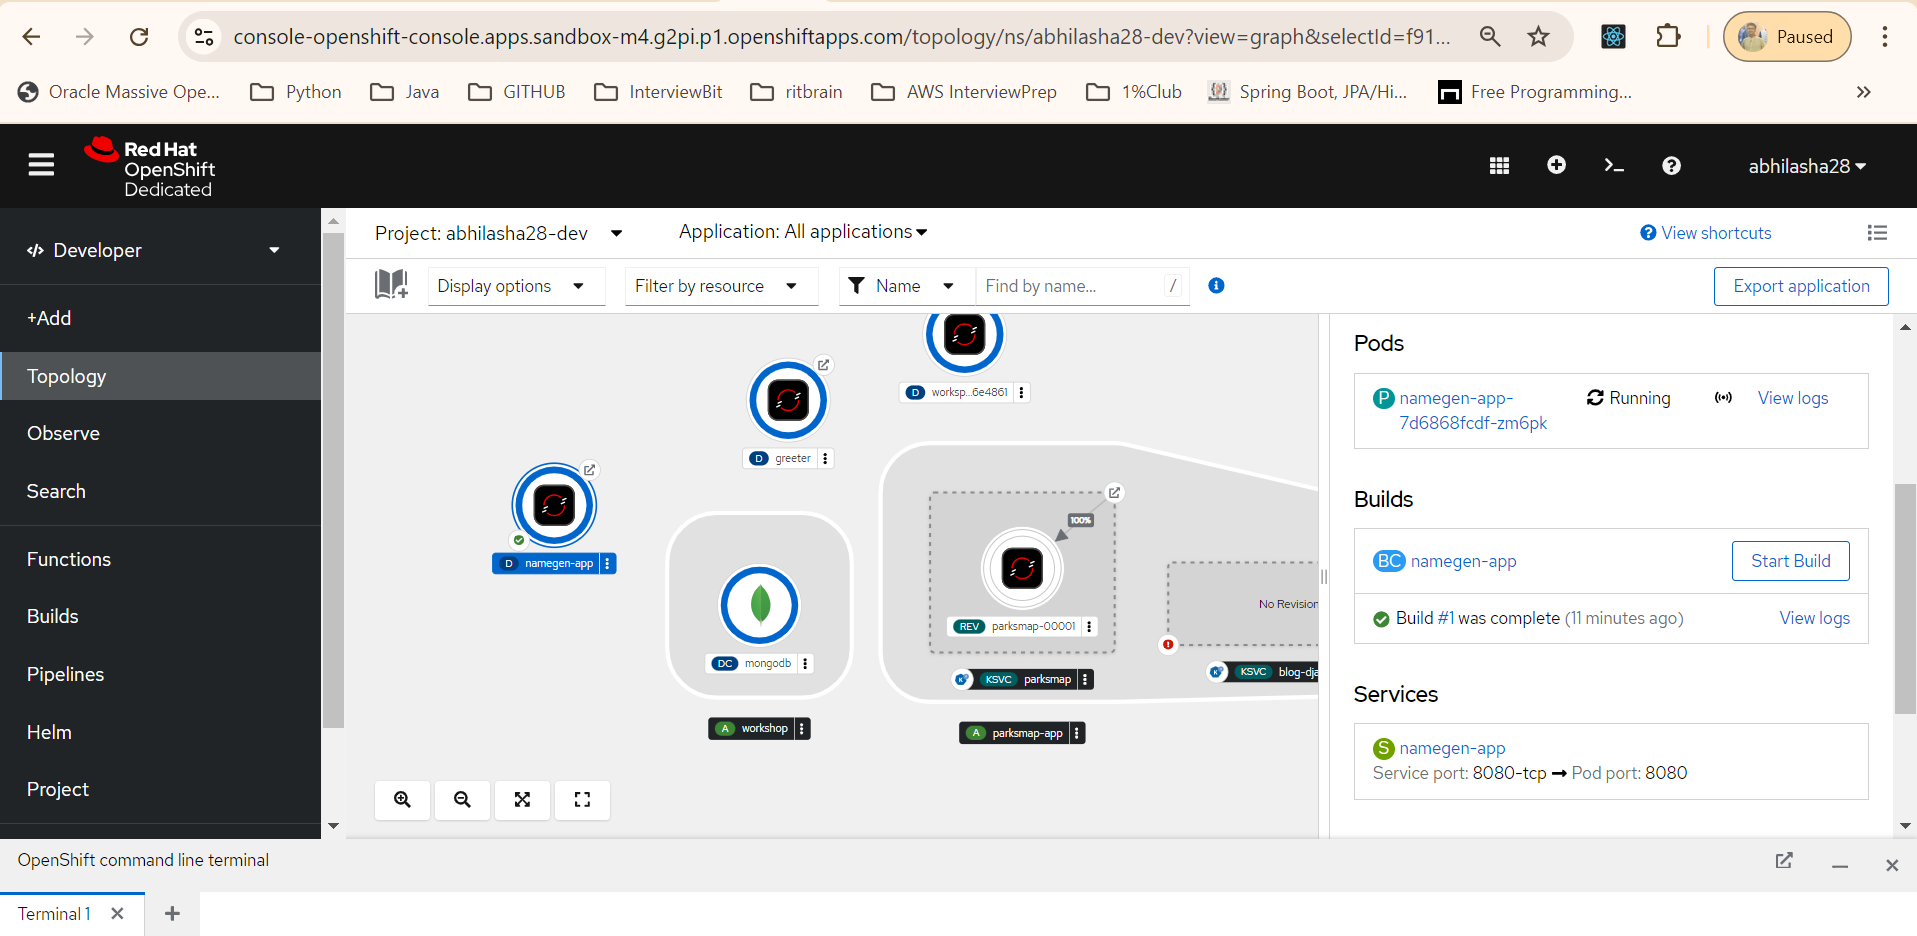 console-openshift-console.apps.sandbox-m4.g2pi.p1.openshiftapps.com/topology/ns/abhilasha28-dev?view=graph&selectId=f91...
Paused
Oracle Massive Ope...
Python
Java
GITHUB
InterviewBit
ritbrain
AWS InterviewPrep
1%Club
Spring Boot, JPA/Hi...
Free Programming...
Red Hat
OpenShift
Dedicated
abhilasha28
Developer
+Add
Topology
Observe
Search
Functions
Builds
Pipelines
Helm
Project
Project: abhilasha28-dev
Application: All applications
View shortcuts
Display options
Filter by resource
Name
Find by name...
/
Export application
D worksp...6e4861
D greeter
D namegen-app
DC mongodb
A workshop
100%
REV parksmap-00001
KSVC parksmap
A parksmap-app
No Revision
KSVC blog-dja
Pods
P namegen-app-
7d6868fcdf-zm6pk
Running
View logs
Builds
BC namegen-app
Start Build
Build #1 was complete (11 minutes ago)
View logs
Services
S namegen-app
Service port: 8080-tcp → Pod port: 8080
OpenShift command line terminal
Terminal 1